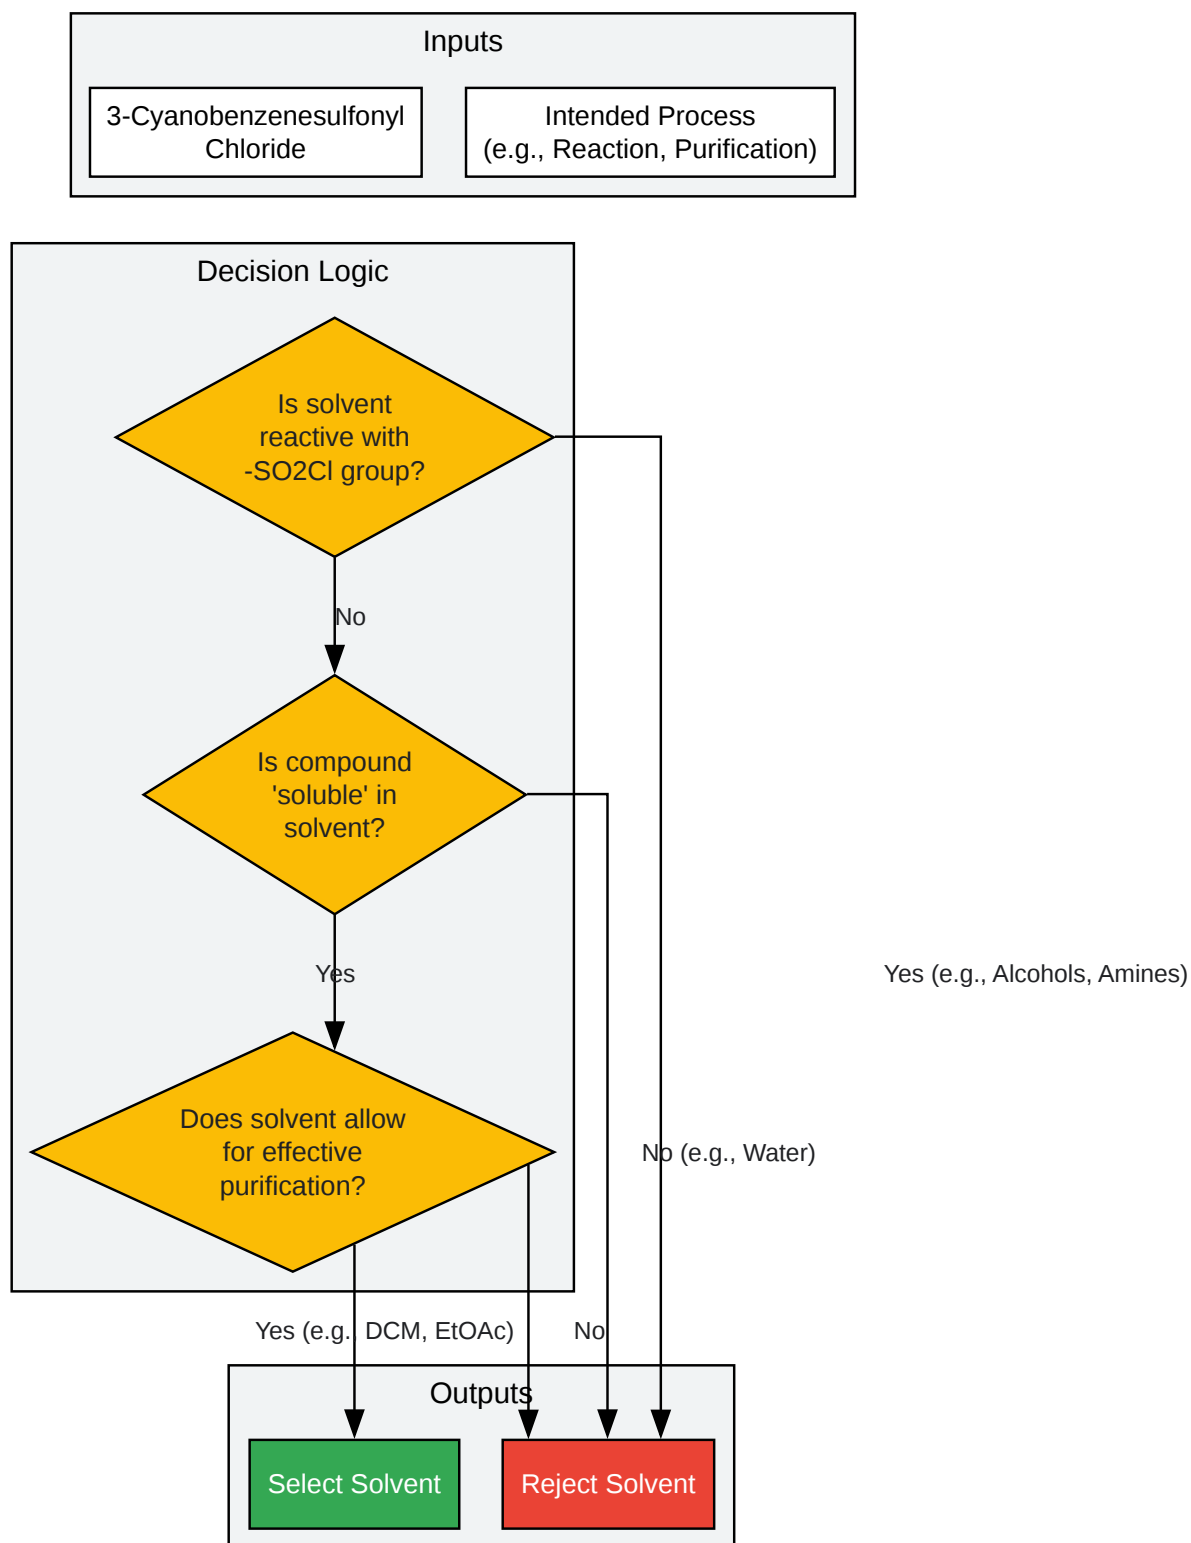 Inputs
3-Cyanobenzenesulfonyl
Chloride
Intended Process
(e.g., Reaction, Purification)
Decision Logic
Is solvent
reactive with
-SO2Cl group?
No
Is compound
'soluble' in
solvent?
Yes
Yes (e.g., Alcohols, Amines)
Does solvent allow
for effective
purification?
No (e.g., Water)
Yes (e.g., DCM, EtOAc)
No
Outputs
Select Solvent
Reject Solvent